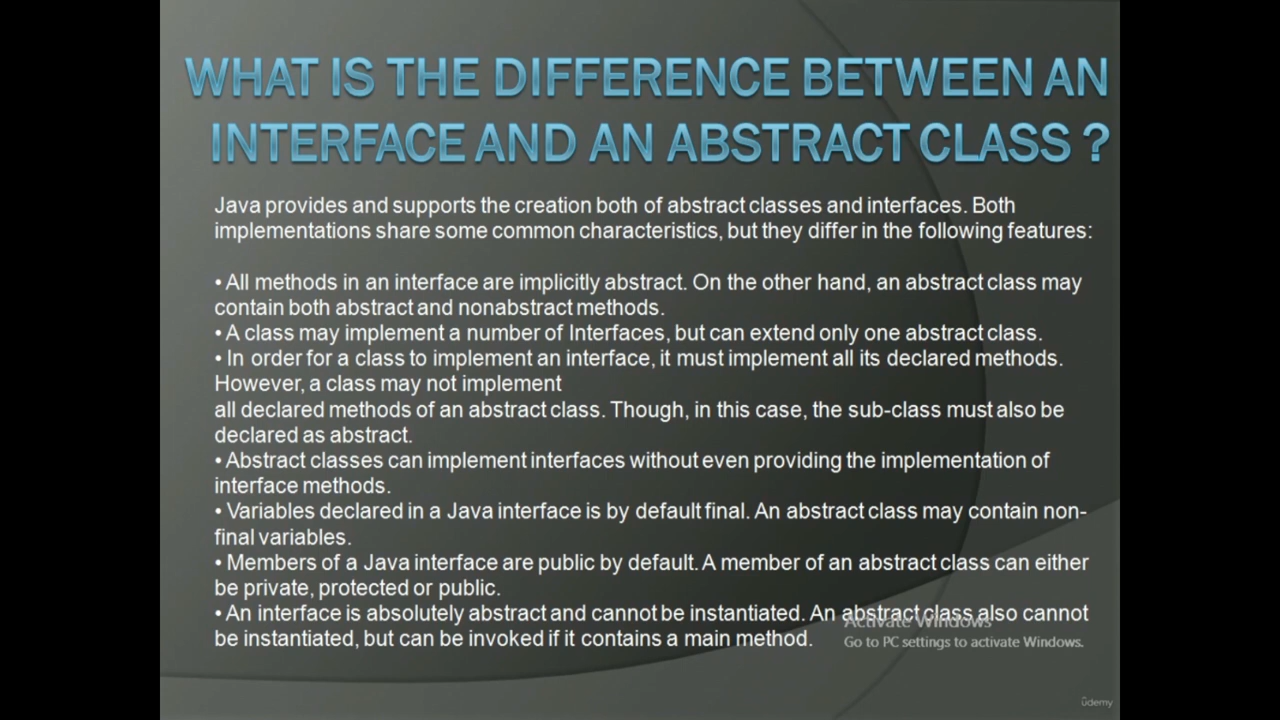 WHAT IS THE DIFFERENCE BETWEEN AN
INTERFACE AND AN ABSTRACT CLASS ?
Java provides and supports the creation both of abstract classes and interfaces. Both
implementations share some common characteristics, but they differ in the following features:
• All methods in an interface are implicitly abstract. On the other hand, an abstract class may
contain both abstract and nonabstract methods.
• A class may implement a number of Interfaces, but can extend only one abstract class.
• In order for a class to implement an interface, it must implement all its declared methods.
However, a class may not implement
all declared methods of an abstract class. Though, in this case, the sub-class must also be
declared as abstract.
• Abstract classes can implement interfaces without even providing the implementation of
interface methods.
• Variables declared in a Java interface is by default final. An abstract class may contain non-
final variables.
• Members of a Java interface are public by default. A member of an abstract class can either
be private, protected or public.
• An interface is absolutely abstract and cannot be instantiated. An abstract class also cannot
be instantiated, but can be invoked if it contains a main method.
Activate Windows
Go to PC settings to activate Windows.
ûdemy